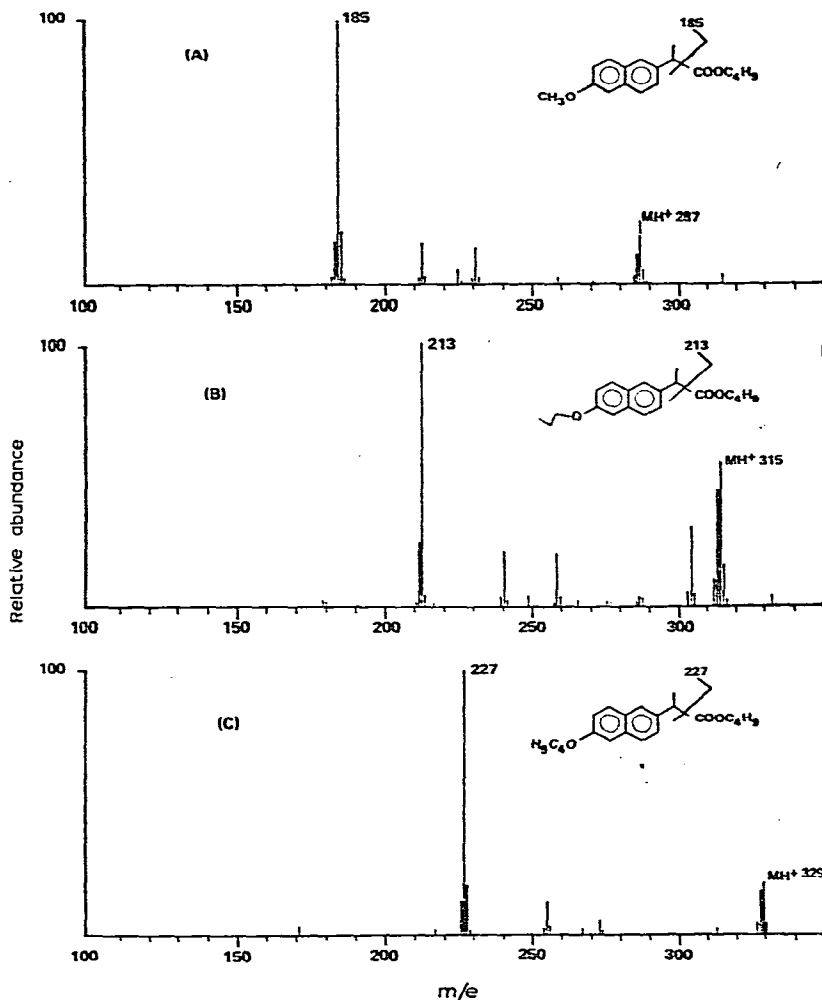 100
185
(A)
185
CH₃O
COOC₄H₉
MH⁺ 287
100
150
200
250
300
100
213
(B)
213
O
COOC₄H₉
MH⁺ 315
100
150
200
250
300
Relative abundance
100
227
(C)
227
H₉C₄O
COOC₄H₉
MH⁺ 329
100
150
200
250
300
m/e